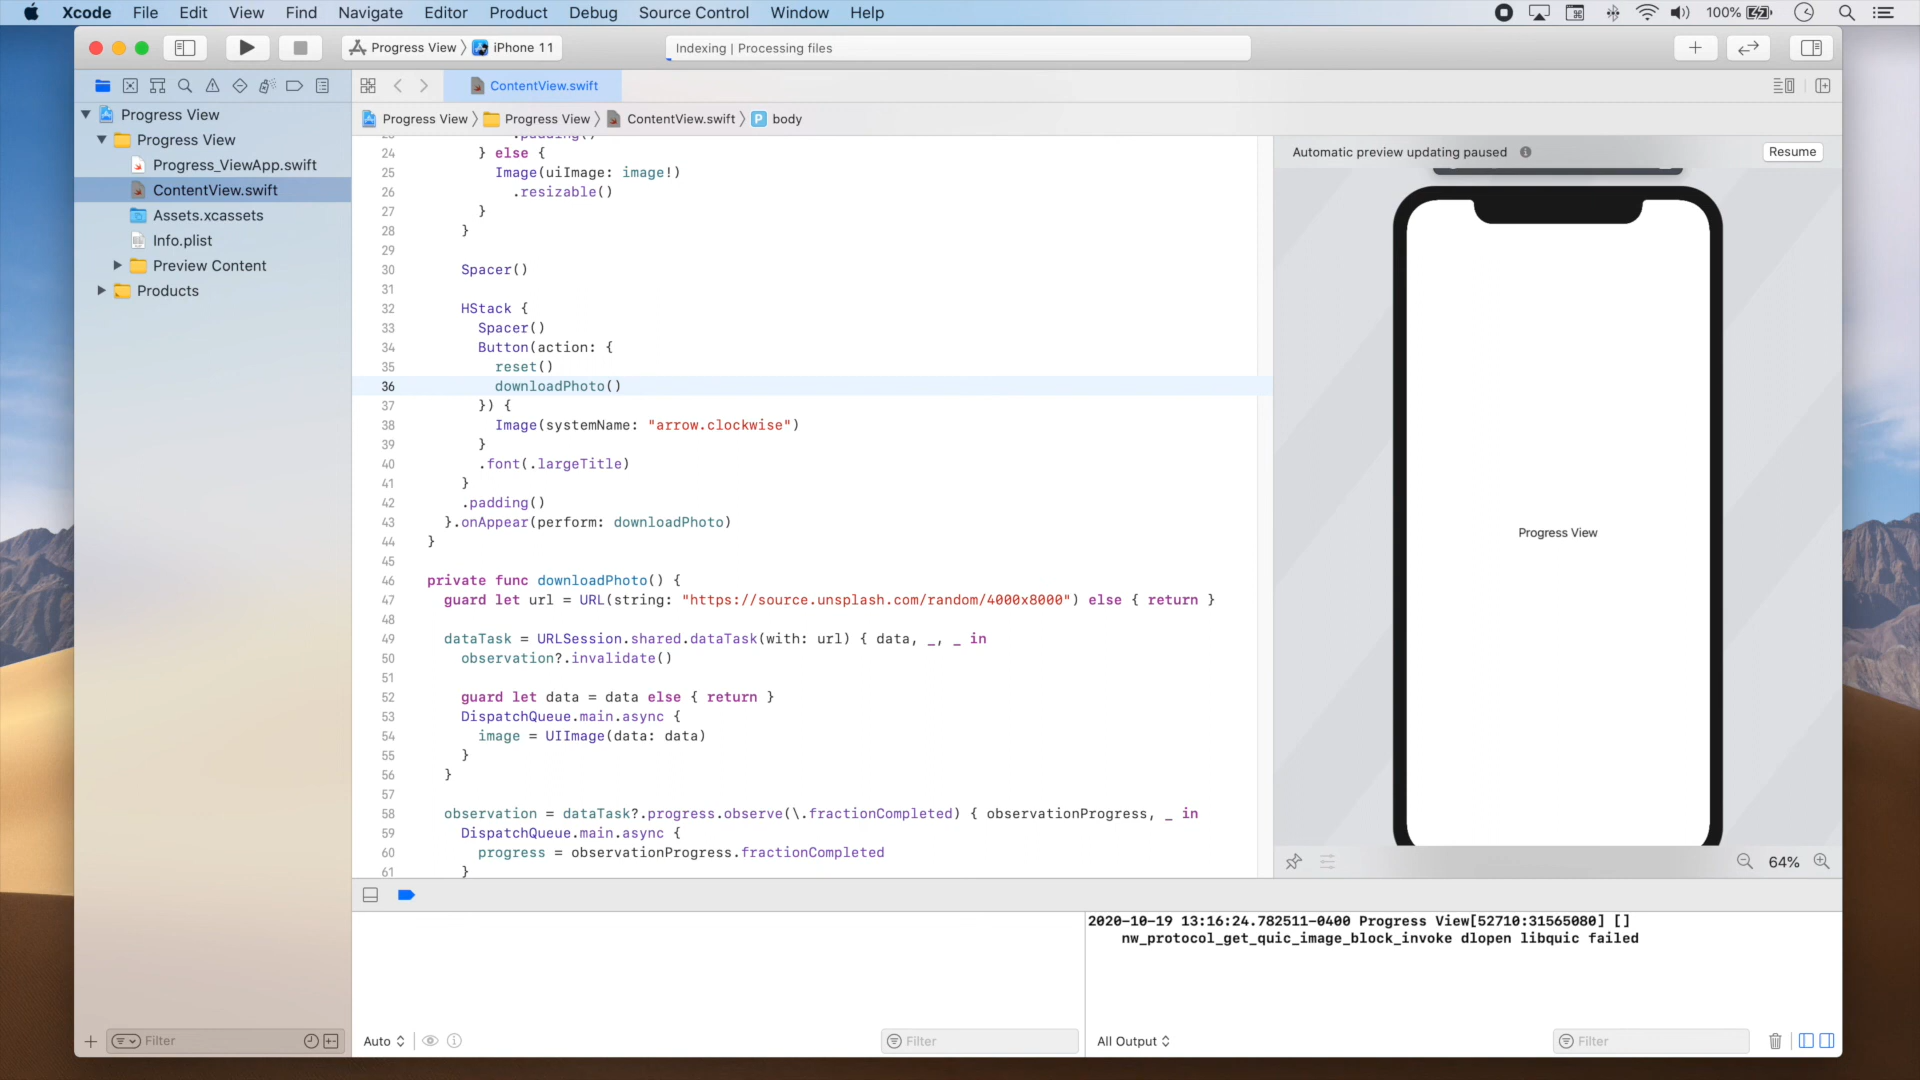 Xcode File Edit View Find Navigate Editor Product Debug Source Control Window Help 100%
Progress View iPhone 11 Indexing | Processing files
ContentView.swift
Progress View Progress View ContentView.swift P body
Progress View
Progress View
Progress_ViewApp.swift
ContentView.swift
Assets.xcassets
Info.plist
Preview Content
Products
24 } else {
25 Image(uiImage: image!)
26 .resizable()
27 }
28 }
29
30 Spacer()
31
32 HStack {
33 Spacer()
34 Button(action: {
35 reset()
36 downloadPhoto()
37 }) {
38 Image(systemName: "arrow.clockwise")
39 }
40 .font(.largeTitle)
41 }
42 .padding()
43 }.onAppear(perform: downloadPhoto)
44 }
45
46 private func downloadPhoto() {
47 guard let url = URL(string: "https://source.unsplash.com/random/4000x8000") else { return }
48
49 dataTask = URLSession.shared.dataTask(with: url) { data, _, _ in
50 observation?.invalidate()
51
52 guard let data = data else { return }
53 DispatchQueue.main.async {
54 image = UIImage(data: data)
55 }
56 }
57
58 observation = dataTask?.progress.observe(\.fractionCompleted) { observationProgress, _ in
59 DispatchQueue.main.async {
60 progress = observationProgress.fractionCompleted
61 }
Automatic preview updating paused Resume
Progress View
64%
2020-10-19 13:16:24.782511-0400 Progress View[52710:31565080] []
nw_protocol_get_quic_image_block_invoke dlopen libquic failed
Filter Auto Filter All Output Filter